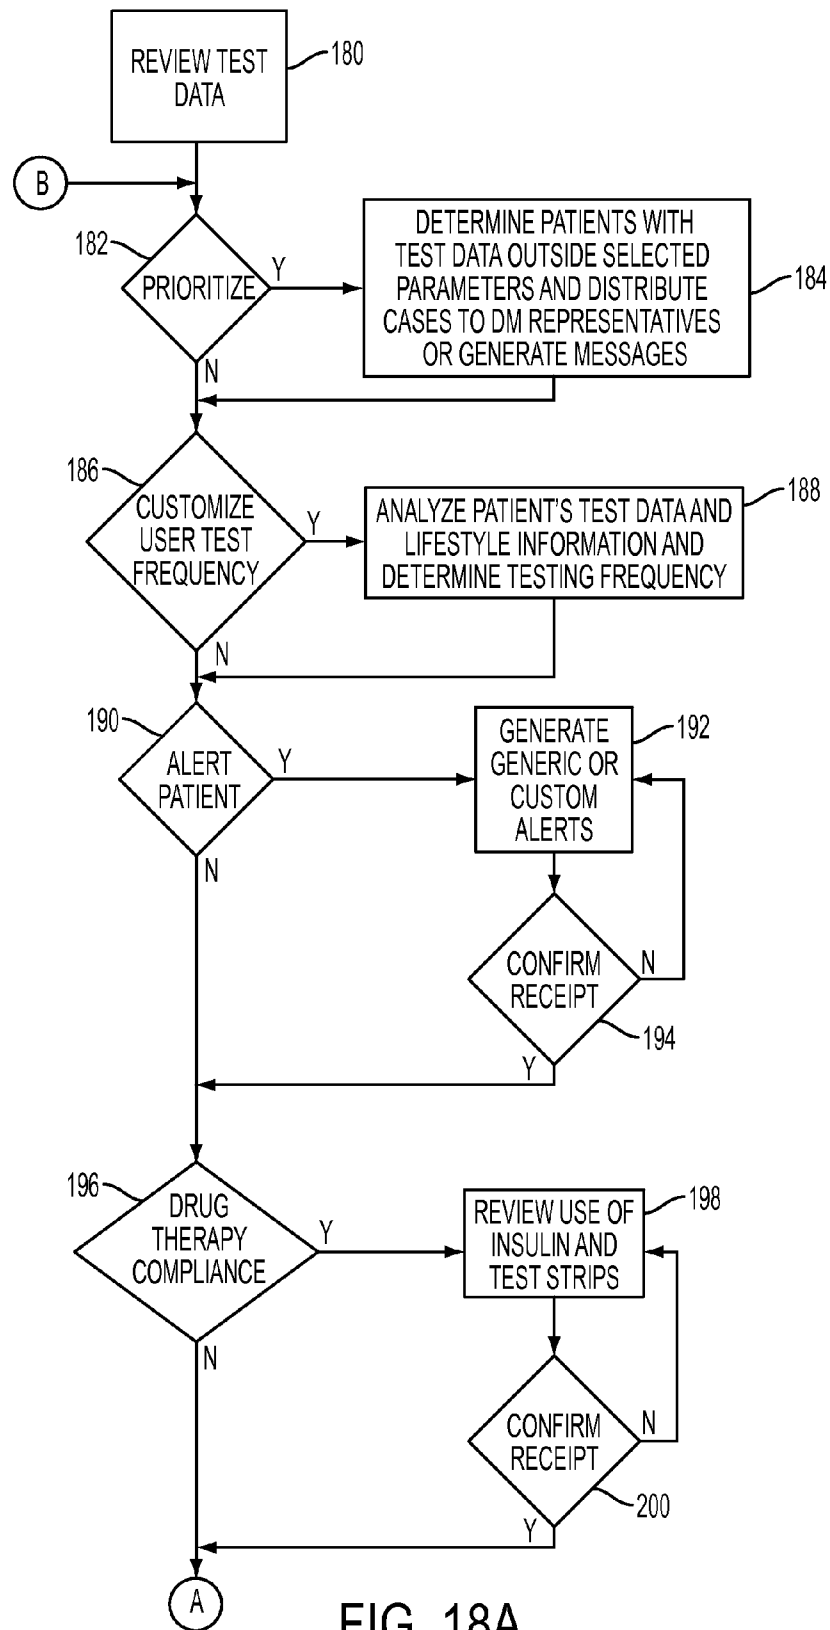 REVIEW TEST
DATA
180
B
182
PRIORITIZE
Y
N
DETERMINE PATIENTS WITH
TEST DATA OUTSIDE SELECTED
PARAMETERS AND DISTRIBUTE
CASES TO DM REPRESENTATIVES
OR GENERATE MESSAGES
184
186
CUSTOMIZE
USER TEST
FREQUENCY
Y
N
ANALYZE PATIENT'S TEST DATA AND
LIFESTYLE INFORMATION AND
DETERMINE TESTING FREQUENCY
188
190
ALERT
PATIENT
Y
N
GENERATE
GENERIC OR
CUSTOM
ALERTS
192
CONFIRM
RECEIPT
N
194
Y
196
DRUG
THERAPY
COMPLIANCE
Y
N
REVIEW USE OF
INSULIN AND
TEST STRIPS
198
CONFIRM
RECEIPT
N
200
Y
A
FIG. 18A